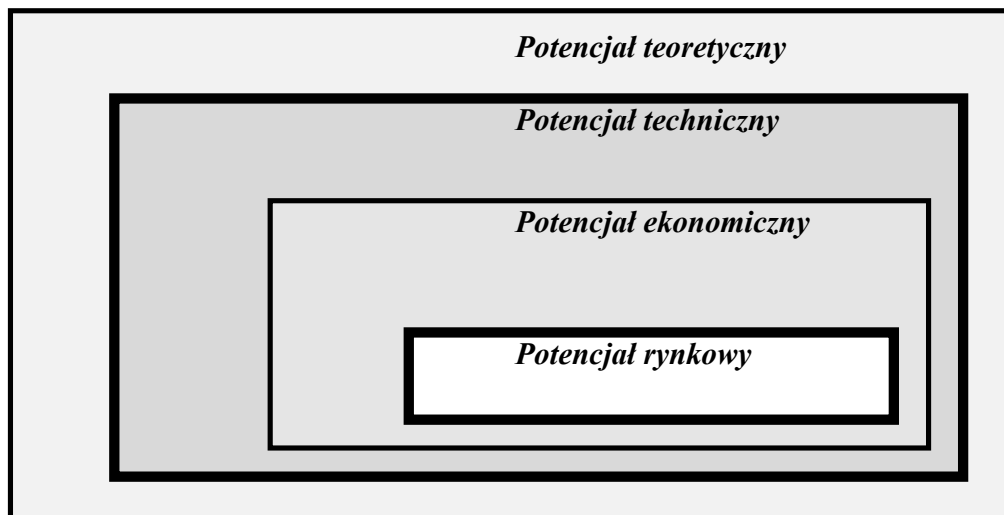 Potencjał teoretyczny
Potencjał techniczny
Potencjał ekonomiczny
Potencjał rynkowy